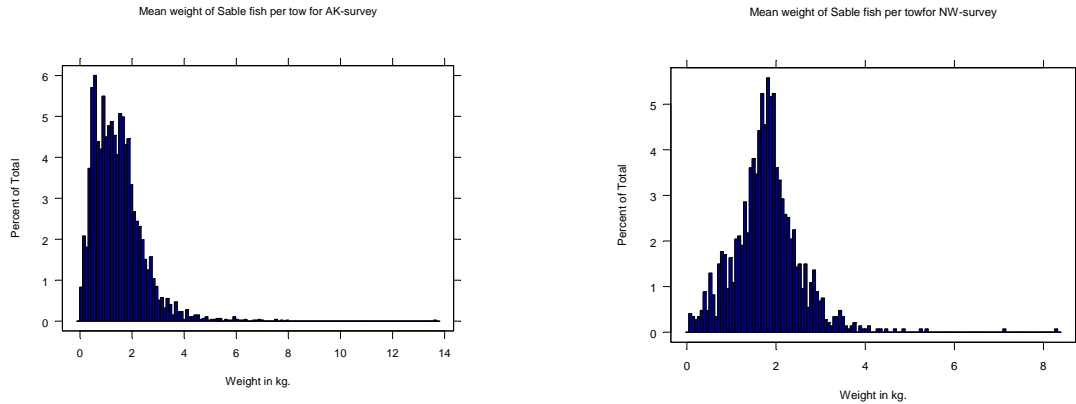 Mean weight of Sable fish per tow for AK-survey
6
5
4
3
2
1
0
Percent of Total
0 2 4 6 8 10 12 14
Weight in kg.
Mean weight of Sable fish per towfor NW-survey
5
4
3
2
1
0
Percent of Total
0 2 4 6 8
Weight in kg.